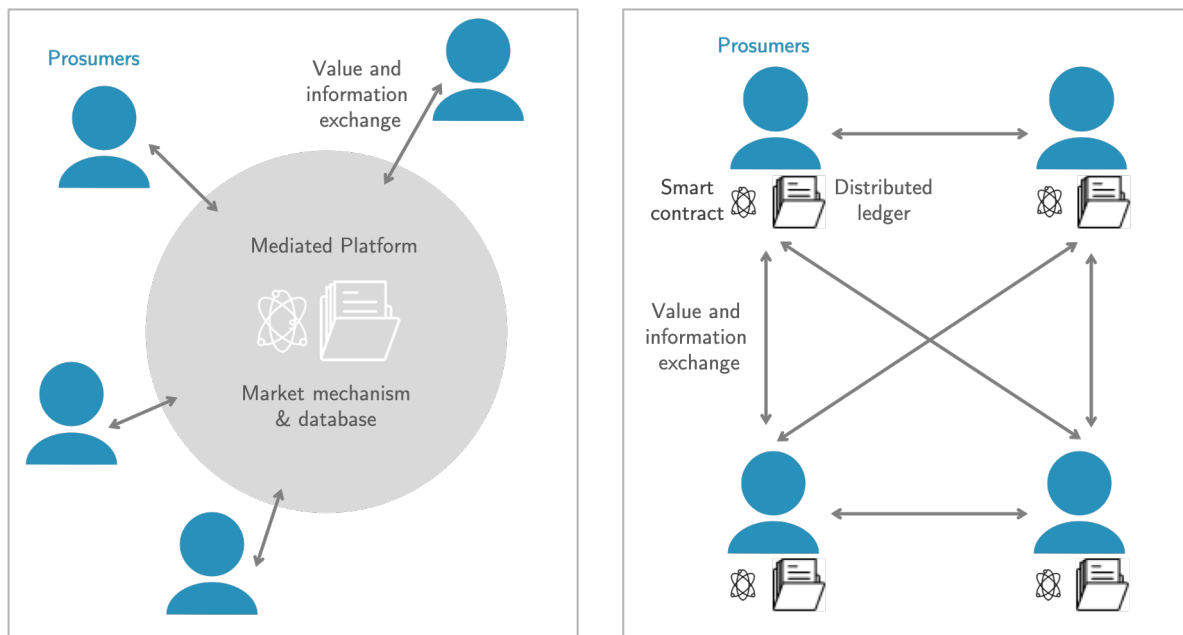 Prosumers
Value and
information
exchange
Mediated Platform
Market mechanism
& database
Prosumers
Smart
contract
Distributed
ledger
Value and
information
exchange